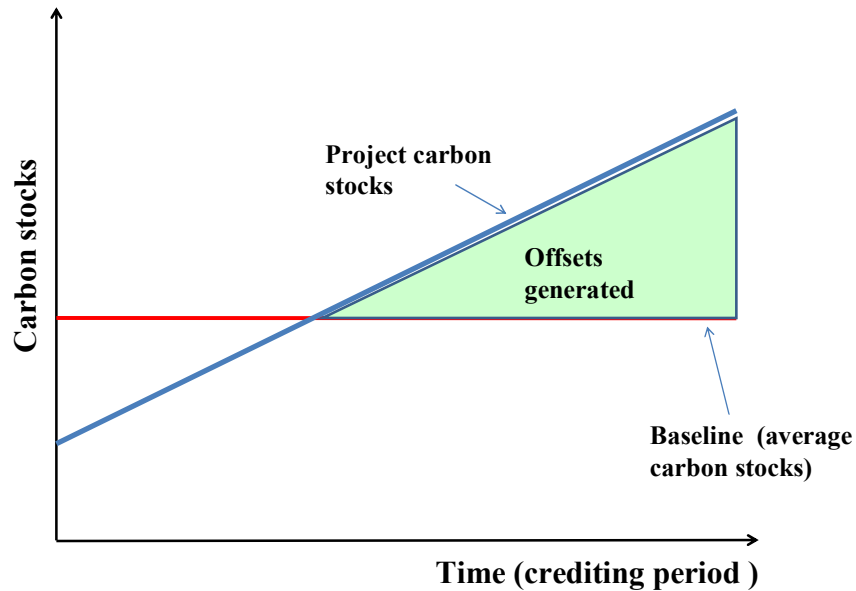 Carbon stocks
Project carbon
stocks
Offsets
generated
Baseline  (average
carbon stocks)
Time (crediting period )